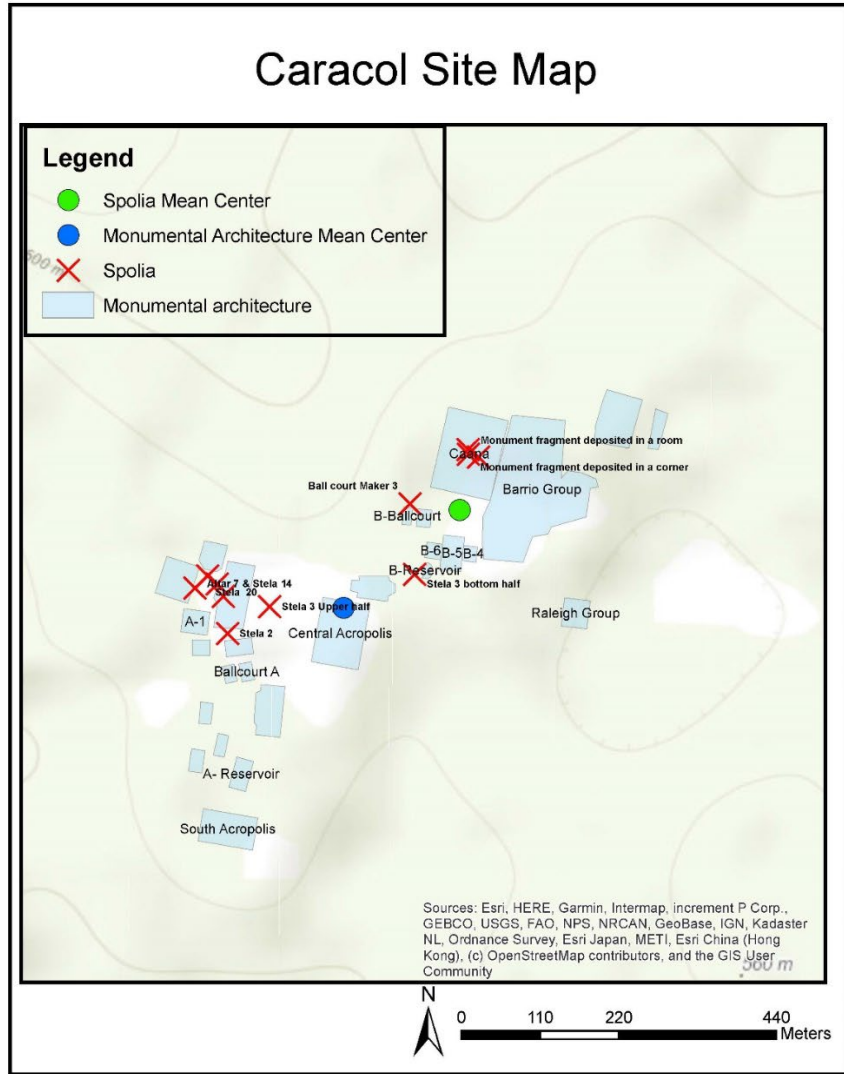 Caracol Site Map
Legend
Spolia Mean Center
Monumental Architecture Mean Center
Spolia
Monumental architecture
600 m
Monument fragment deposited in a room
Caana
Monument fragment deposited in a corner
Ball court Maker 3
Barrio Group
B-Ballcourt
B-6
B-5
B-4
B-Reservoir
Stela 3 bottom half
Altar 7 & Stela 14
Stela 20
Stela 3 Upper half
Raleigh Group
A-1
Stela 2
Central Acropolis
Ballcourt A
A- Reservoir
South Acropolis
Sources: Esri, HERE, Garmin, Intermap, increment P Corp.,
GEBCO, USGS, FAO, NPS, NRCAN, GeoBase, IGN, Kadaster
NL, Ordnance Survey, Esri Japan, METI, Esri China (Hong
Kong), (c) OpenStreetMap contributors, and the GIS User
Community
560 m
N
0 110 220 440
Meters